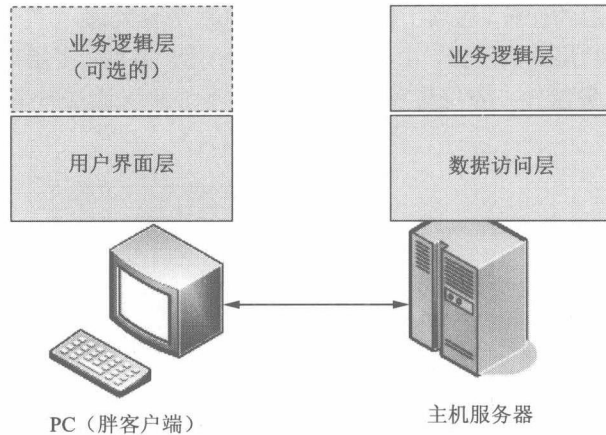 业务逻辑层
（可选的）
业务逻辑层
用户界面层
数据访问层
PC（胖客户端）
主机服务器